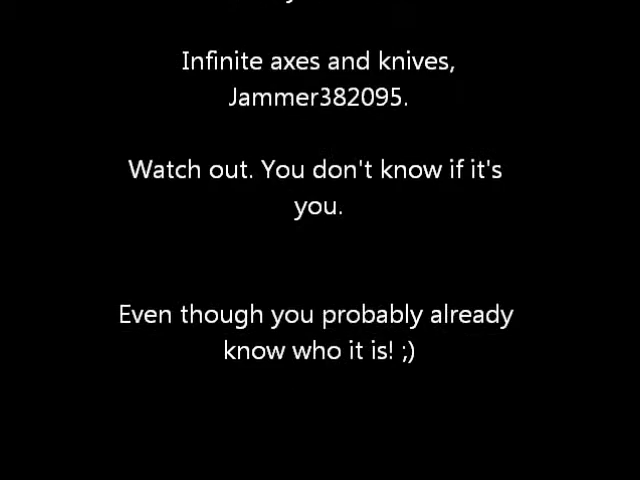 Infinite axes and knives,
Jammer382095.
Watch out. You don't know if it's
you.
Even though you probably already
know who it is! ;)